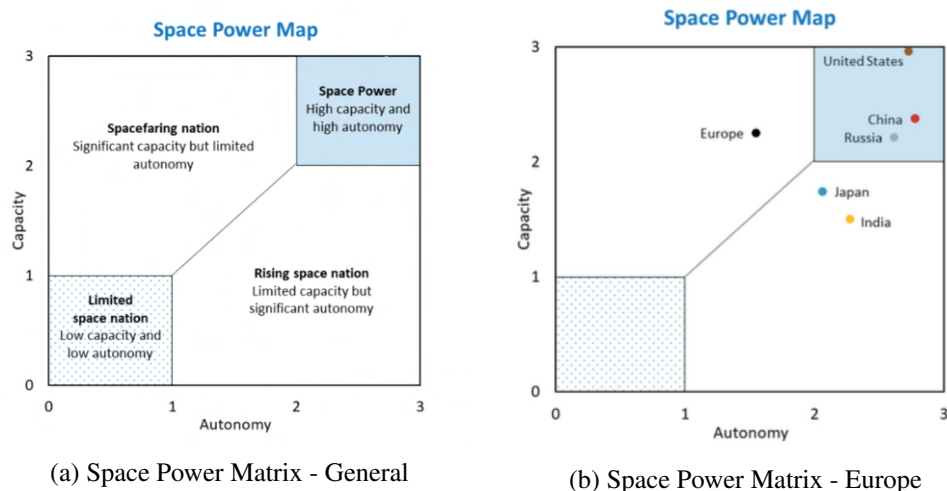 Space Power Map
3
2
1
0
0
1
2
3
Capacity
Autonomy
Spacefaring nation
Significant capacity but limited
autonomy
Space Power
High capacity and
high autonomy
Rising space nation
Limited capacity but
significant autonomy
Limited
space nation
Low capacity and
low autonomy
(a) Space Power Matrix - General
Space Power Map
3
2
1
0
0
1
2
3
Capacity
Autonomy
United States
China
Russia
Europe
Japan
India
(b) Space Power Matrix - Europe